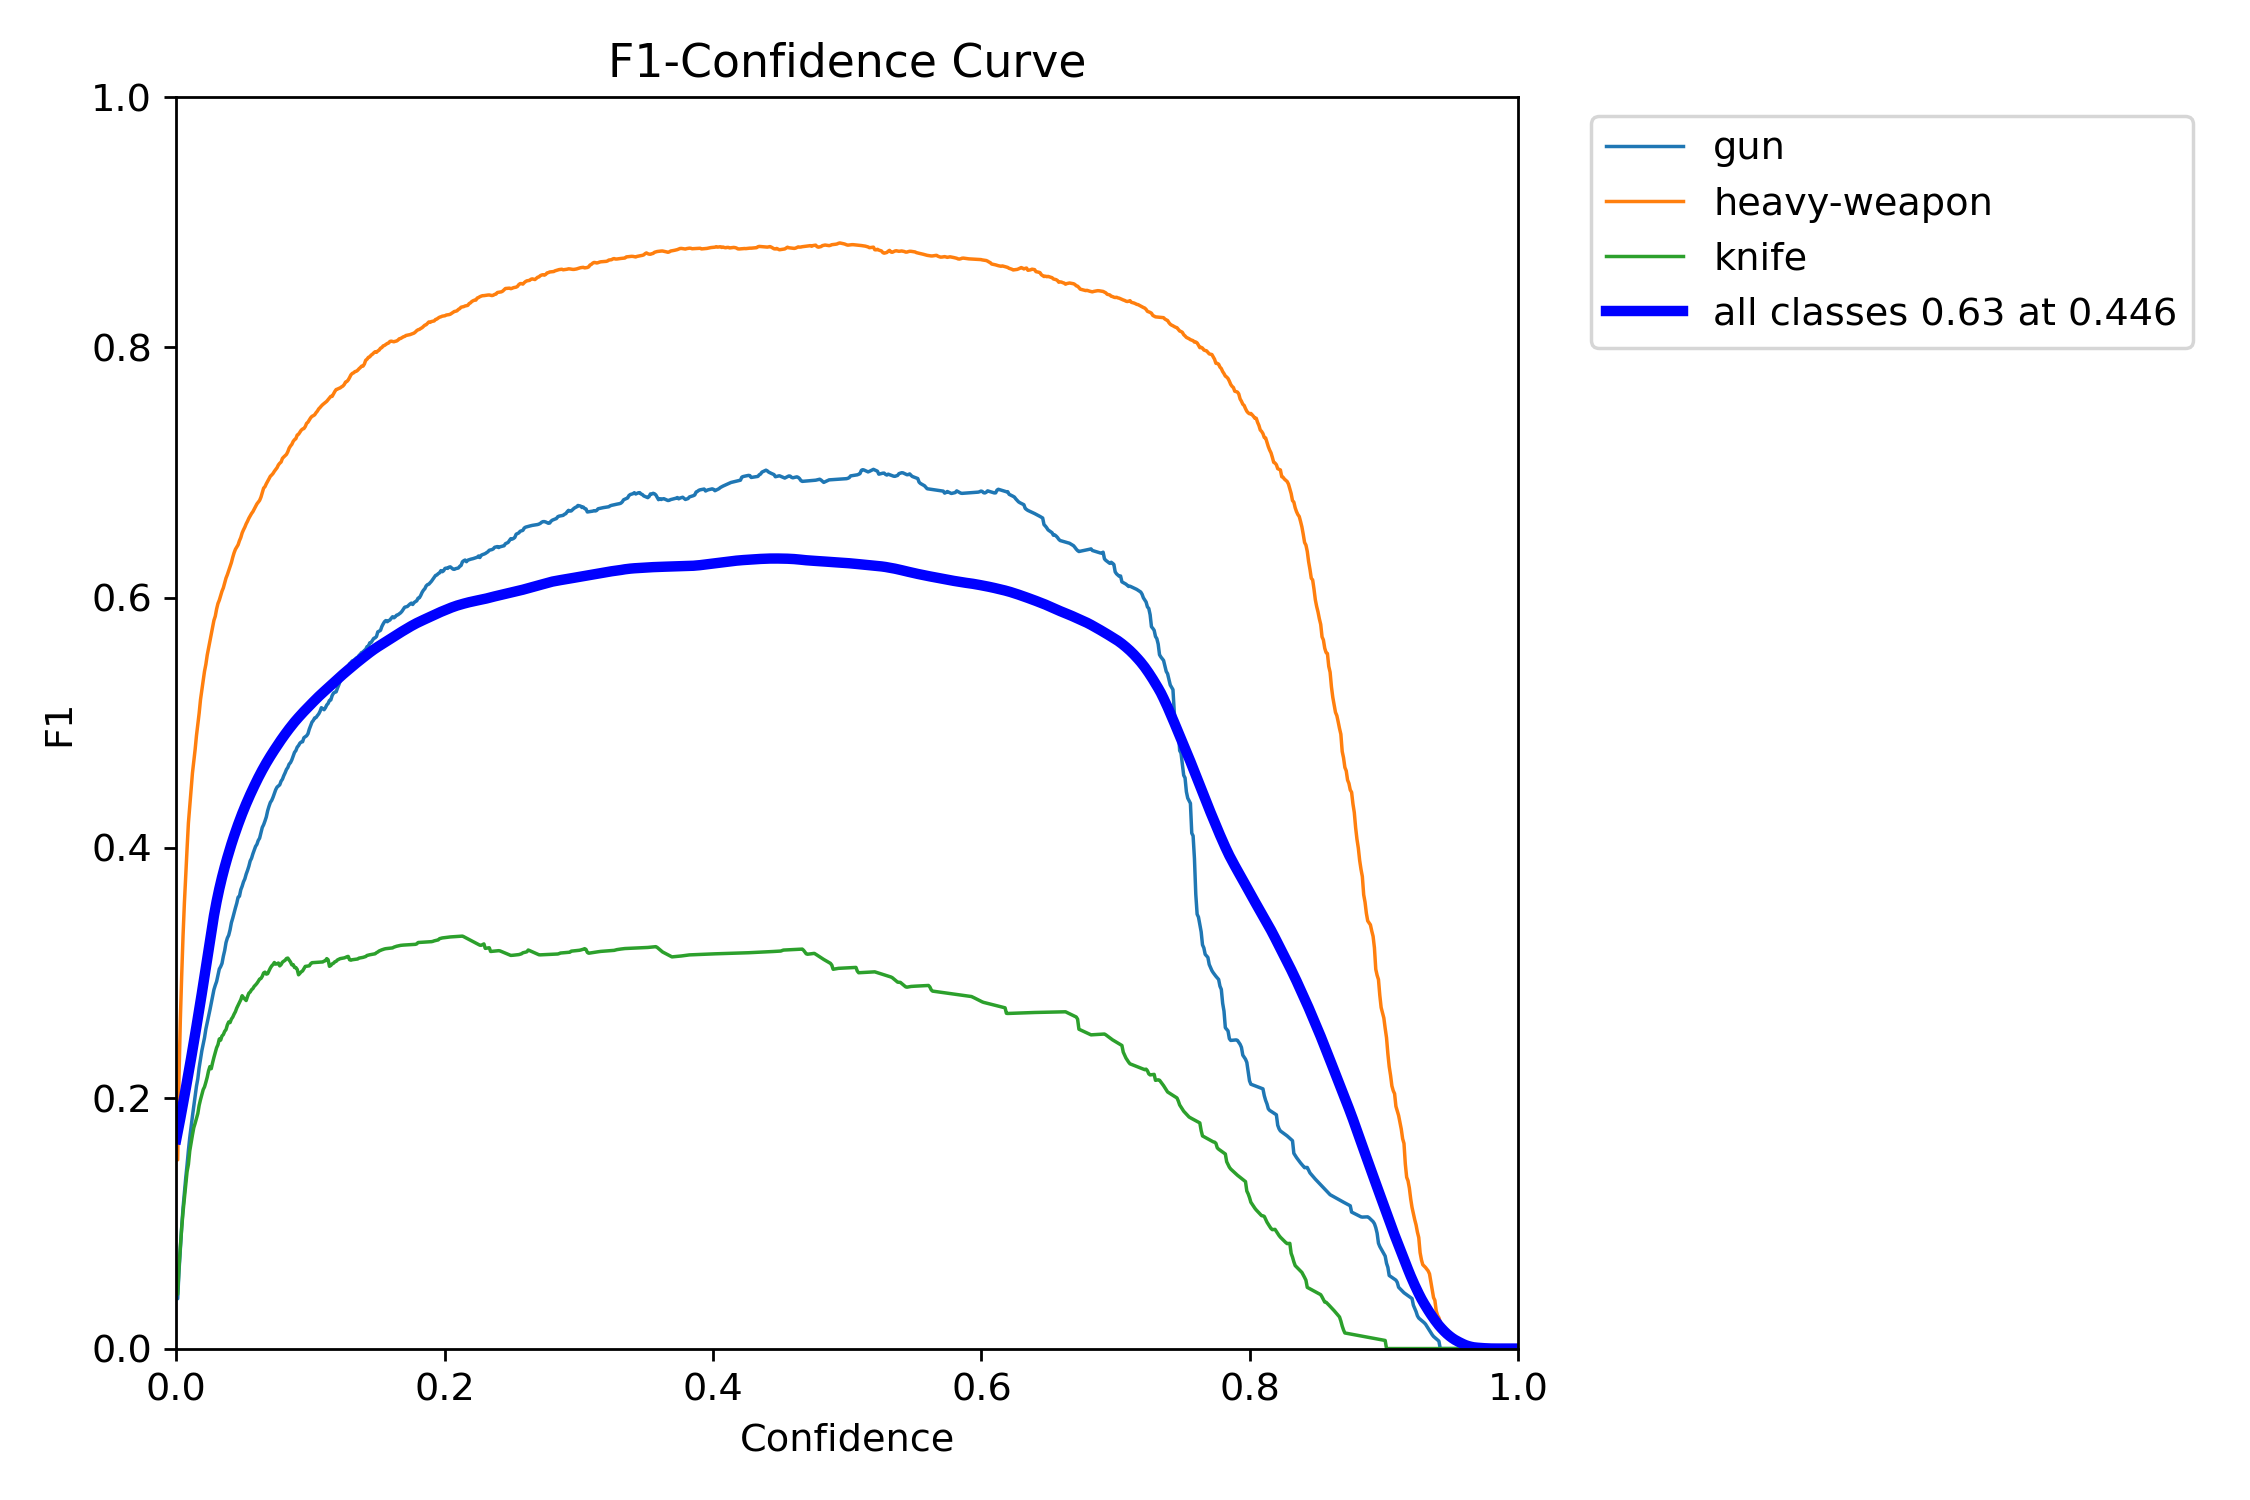 F1-Confidence Curve
1.0
0.8
0.6
0.4
0.2
0.0
F1
0.0 0.2 0.4 0.6 0.8 1.0
Confidence
gun
heavy-weapon
knife
all classes 0.63 at 0.446